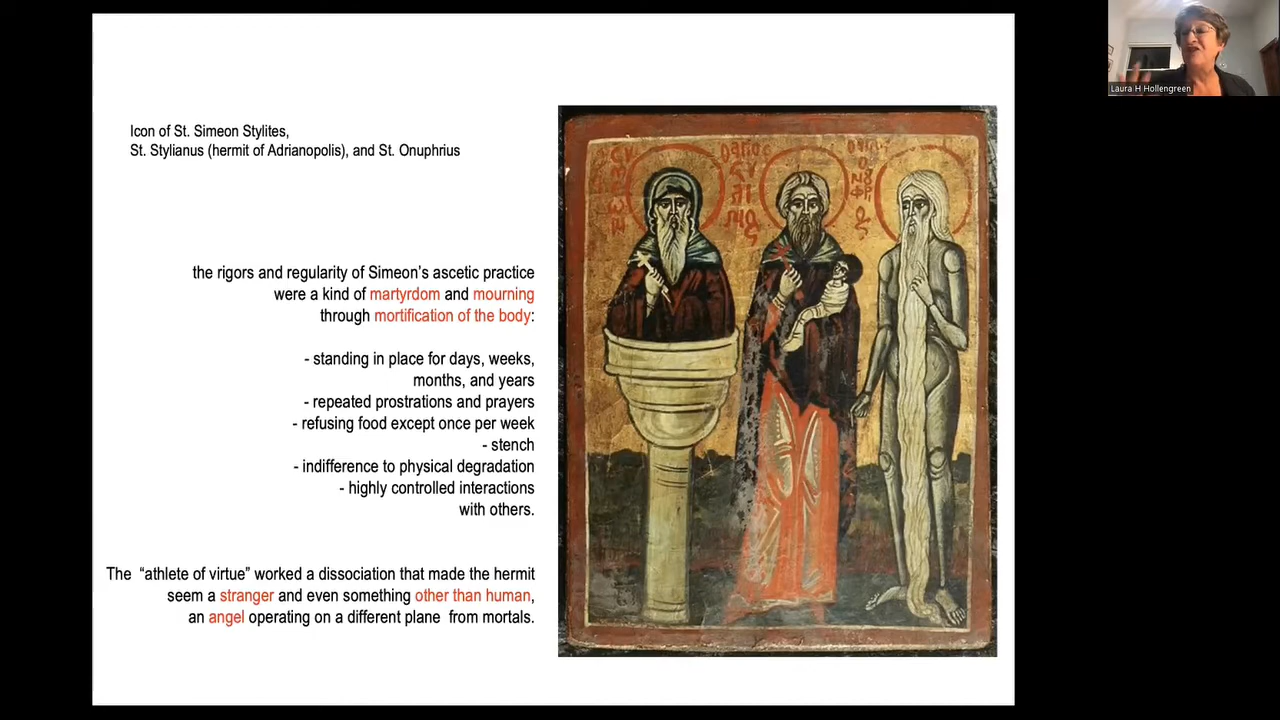 Icon of St. Simeon Stylites,
St. Stylianus (hermit of Adrianopolis), and St. Onuphrius
the rigors and regularity of Simeon's ascetic practice
were a kind of martyrdom and mourning
through mortification of the body:
- standing in place for days, weeks,
months, and years
- repeated prostrations and prayers
- refusing food except once per week
- stench
- indifference to physical degradation
- highly controlled interactions
with others.
The “athlete of virtue” worked a dissociation that made the hermit
seem a stranger and even something other than human,
an angel operating on a different plane from mortals.
Laura H Hollengreen